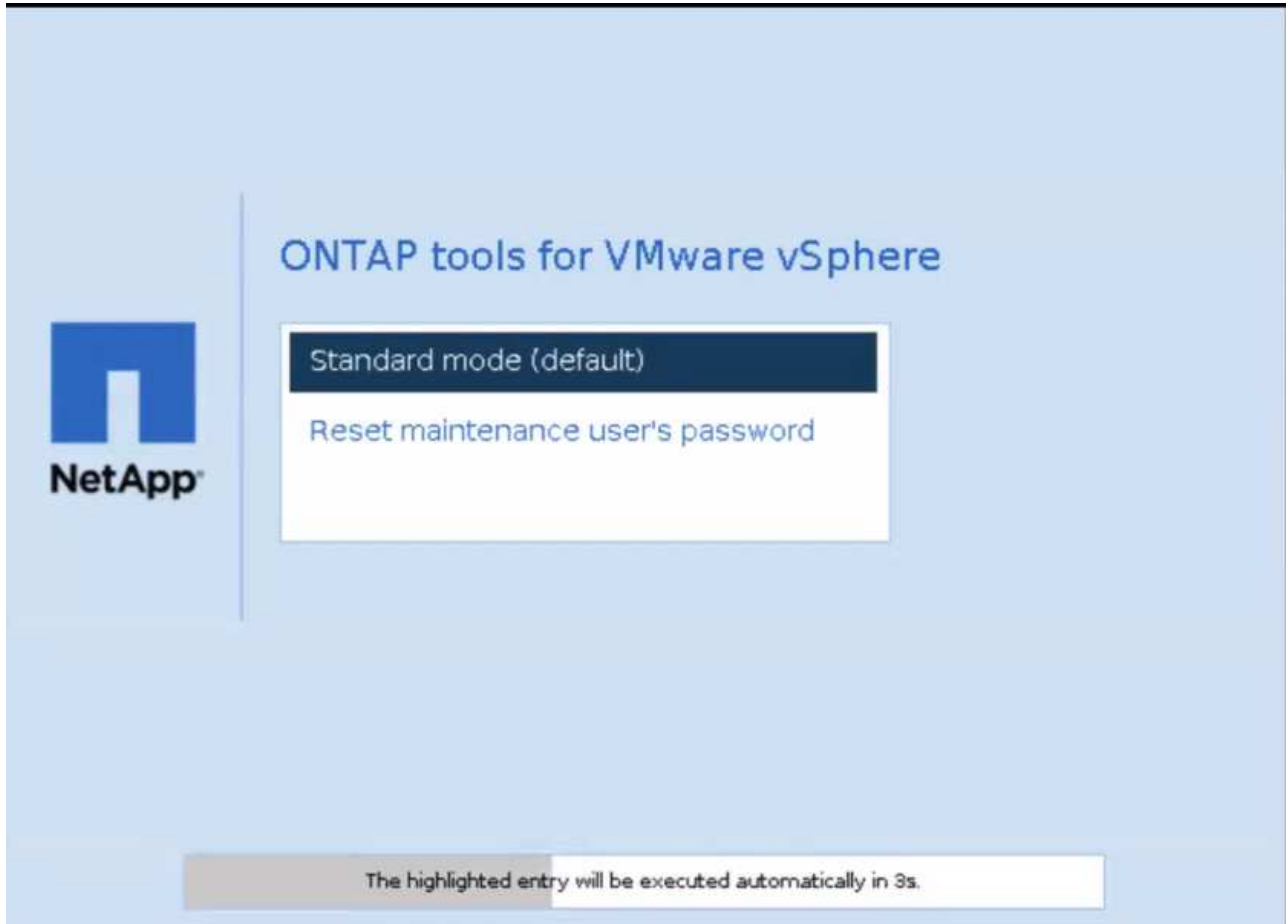 ONTAP tools for VMware vSphere
Standard mode (default)
Reset maintenance user's password
NetApp
The highlighted entry will be executed automatically in 3s.